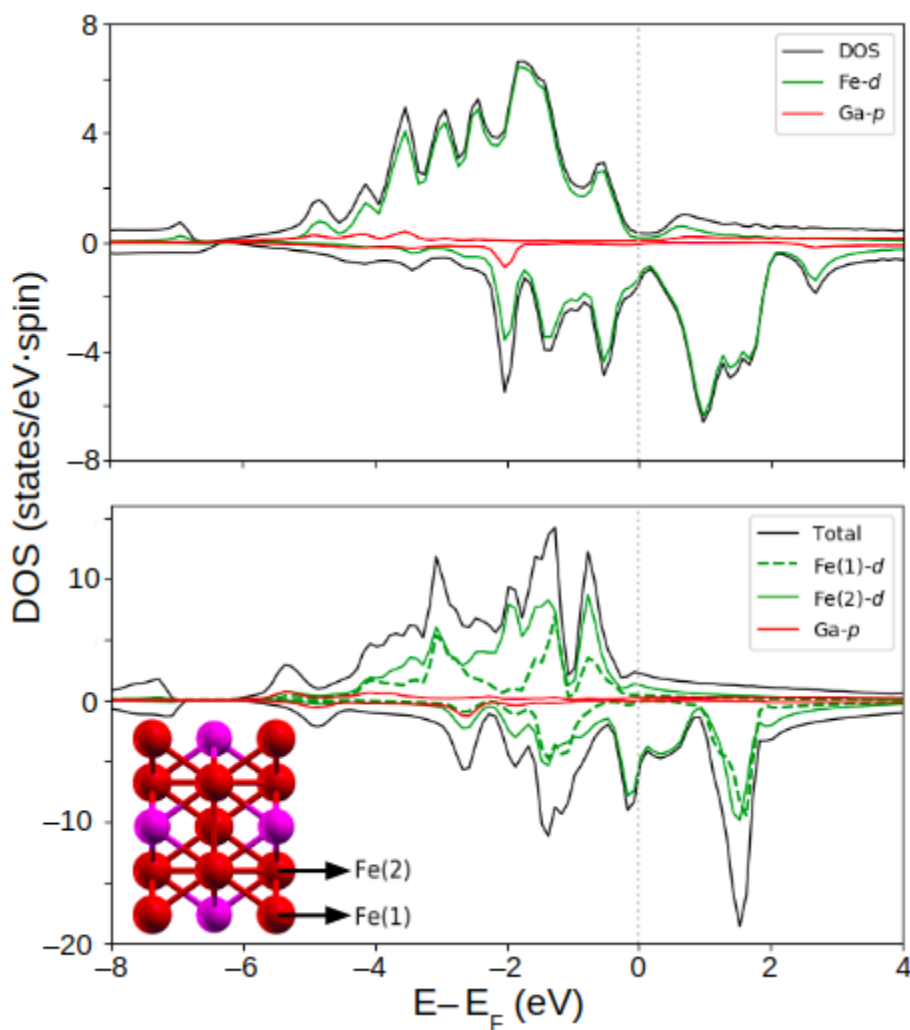 8
DOS
Fe-d
Ga-p
4
0
−4
−8
DOS (states/eV·spin)
Total
Fe(1)-d
Fe(2)-d
Ga-p
10
0
−10
−20
Fe(2)
Fe(1)
−8 −6 −4 −2 0 2 4
E−E_F (eV)